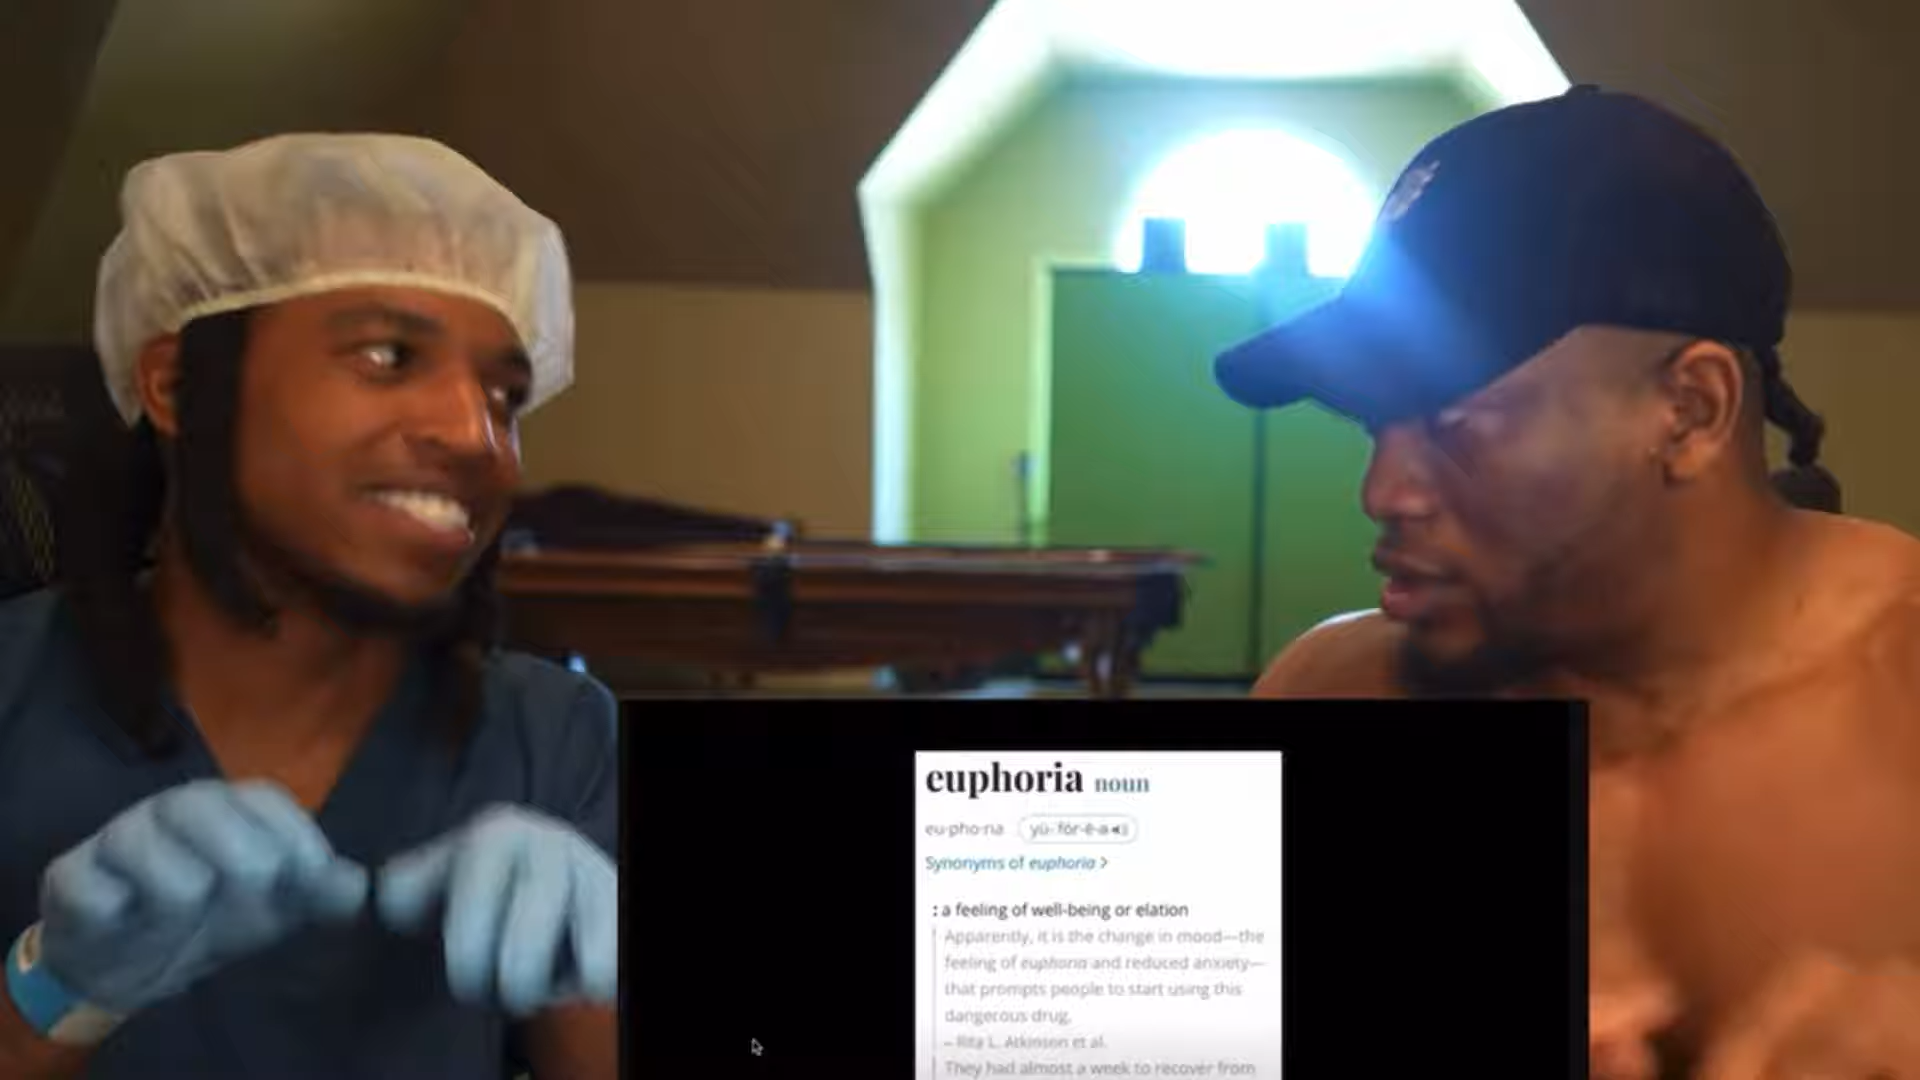 euphoria noun
eu·pho·ria yü-ˈfȯr-ē-ə
Synonyms of euphoria >
: a feeling of well-being or elation
Apparently, it is the change in mood—the
feeling of euphoria and reduced anxiety—
that prompts people to start using this
dangerous drug.
– Rita L. Atkinson et al.
They had almost a week to recover from